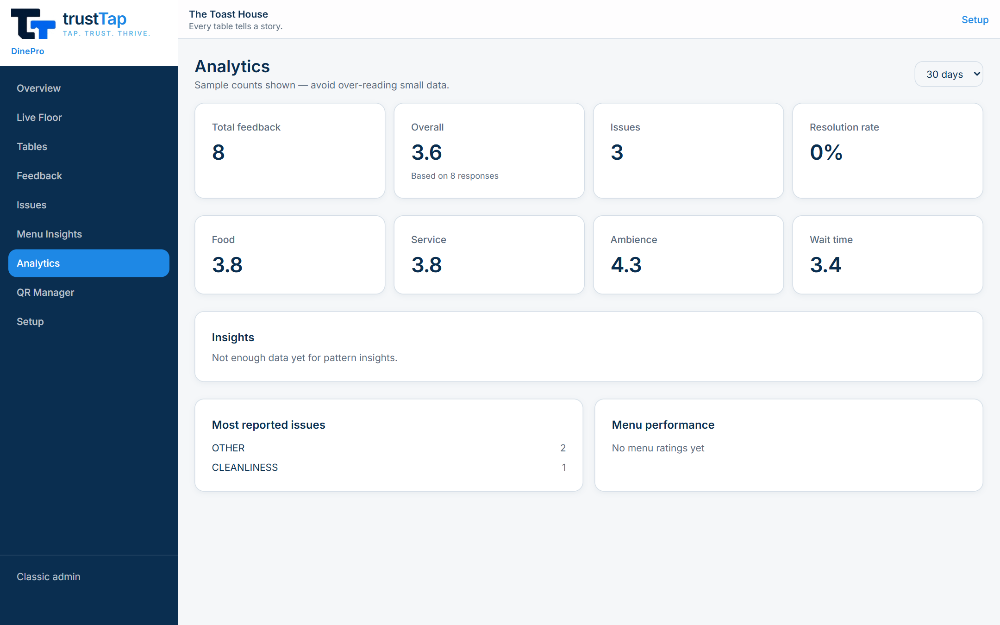 trustTap
TAP. TRUST. THRIVE.
DinePro
Overview
Live Floor
Tables
Feedback
Issues
Menu Insights
Analytics
QR Manager
Setup
Classic admin
The Toast House
Every table tells a story.
Setup
Analytics
Sample counts shown — avoid over-reading small data.
30 days
Total feedback
8
Overall
3.6
Based on 8 responses
Issues
3
Resolution rate
0%
Food
3.8
Service
3.8
Ambience
4.3
Wait time
3.4
Insights
Not enough data yet for pattern insights.
Most reported issues
OTHER 2
CLEANLINESS 1
Menu performance
No menu ratings yet